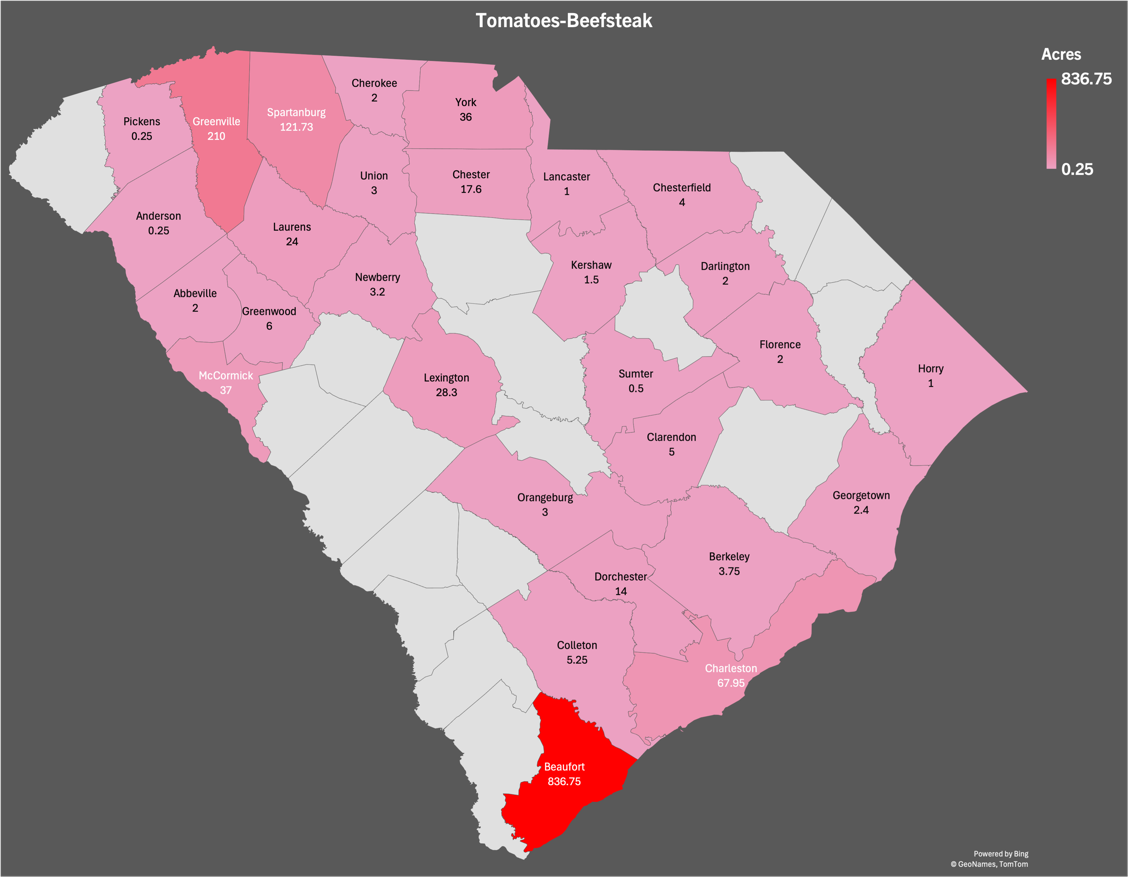 Tomatoes-Beefsteak
Acres
836.75
0.25
Cherokee
2
York
36
Pickens
0.25
Greenville
210
Spartanburg
121.73
Union
3
Chester
17.6
Lancaster
1
Chesterfield
4
Anderson
0.25
Laurens
24
Kershaw
1.5
Darlington
2
Newberry
3.2
Abbeville
2
Greenwood
6
Florence
2
McCormick
37
Lexington
28.3
Sumter
0.5
Horry
1
Clarendon
5
Orangeburg
3
Georgetown
2.4
Berkeley
3.75
Dorchester
14
Colleton
5.25
Charleston
67.95
Beaufort
836.75
Powered by Bing
© GeoNames, TomTom